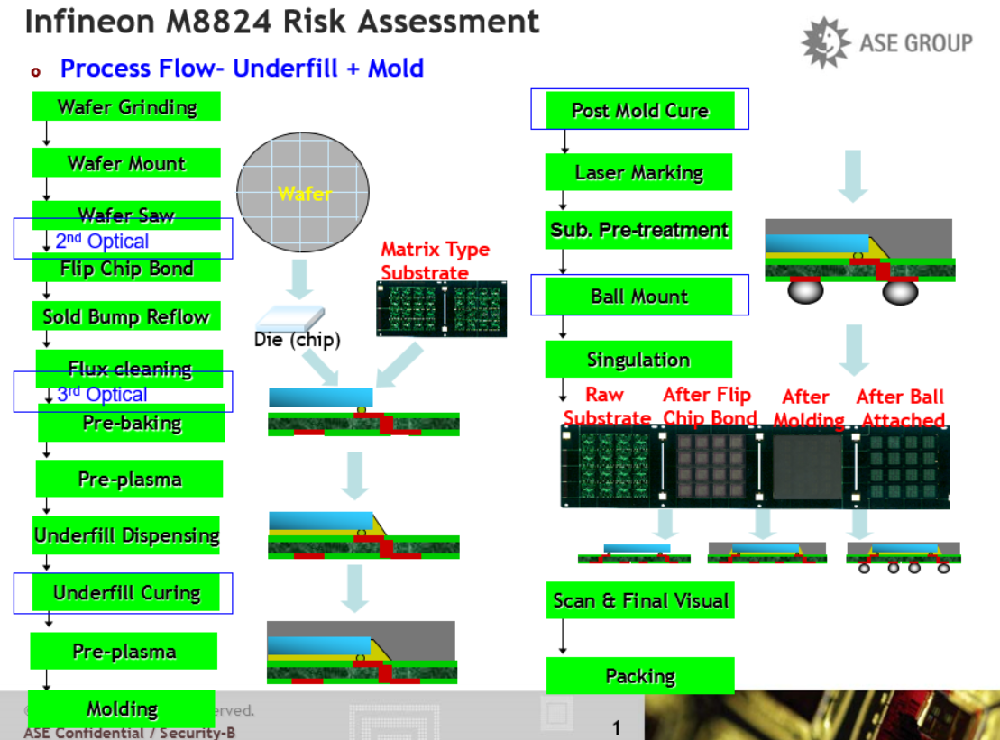 Infineon M8824 Risk Assessment
ASE GROUP
Process Flow- Underfill + Mold
Wafer Grinding
Wafer Mount
Wafer Saw
2nd Optical
Flip Chip Bond
Sold Bump Reflow
Flux cleaning
3rd Optical
Pre-baking
Pre-plasma
Underfill Dispensing
Underfill Curing
Pre-plasma
Molding
Wafer
Die (chip)
Matrix Type
Substrate
Post Mold Cure
Laser Marking
Sub. Pre-treatment
Ball Mount
Singulation
Raw
Substrate
After Flip
Chip Bond
After
Molding
After Ball
Attached
Scan & Final Visual
Packing
erved.
ASE Confidential / Security-B
1